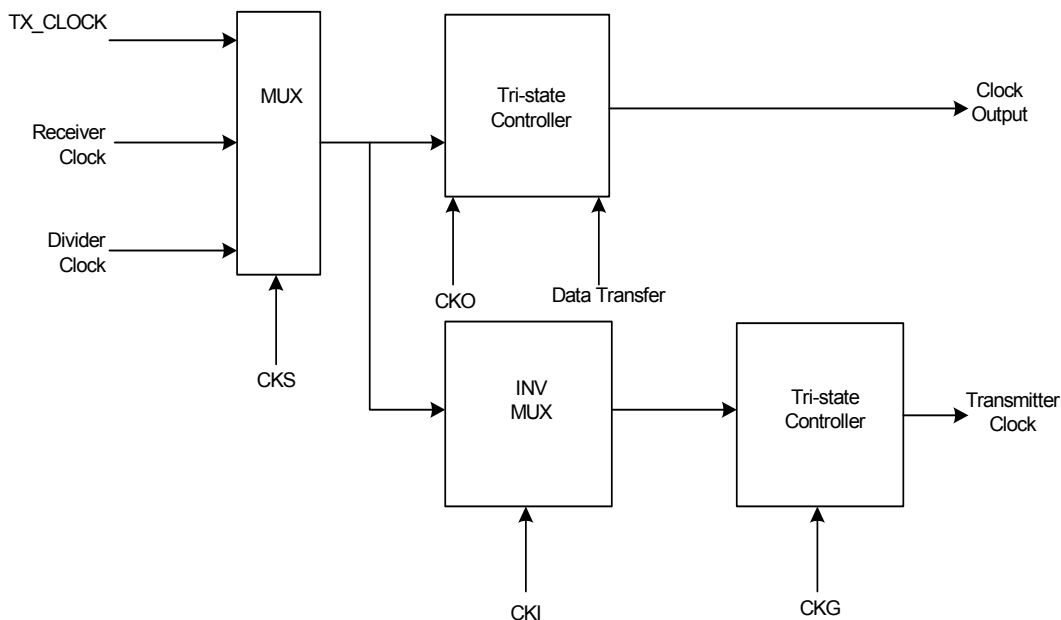 TX_CLOCK
MUX
Receiver
Clock
Divider
Clock
CKS
Tri-state
Controller
Clock
Output
CKO
Data Transfer
INV
MUX
Tri-state
Controller
Transmitter
Clock
CKI
CKG